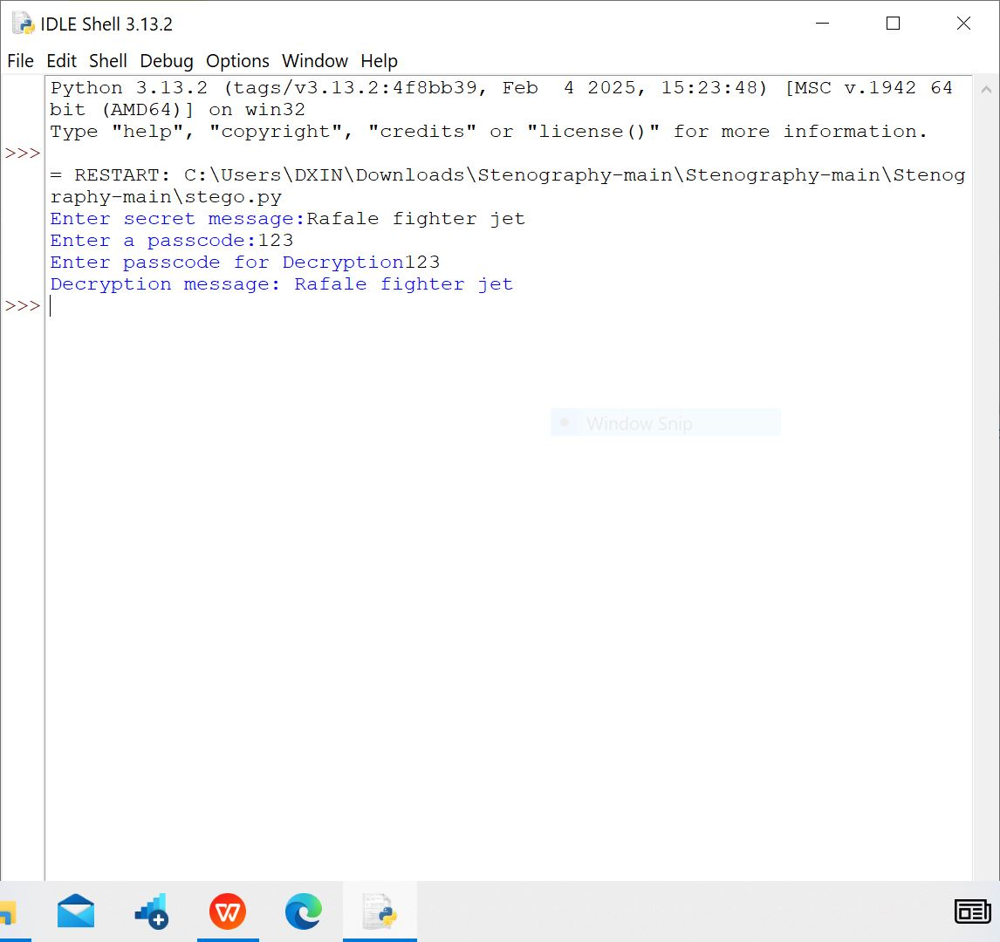 IDLE Shell 3.13.2
File Edit Shell Debug Options Window Help
Python 3.13.2 (tags/v3.13.2:4f8bb39, Feb  4 2025, 15:23:48) [MSC v.1942 64
bit (AMD64)] on win32
Type "help", "copyright", "credits" or "license()" for more information.
>>>
= RESTART: C:\Users\DXIN\Downloads\Stenography-main\Stenography-main\Stenog
raphy-main\stego.py
Enter secret message:Rafale fighter jet
Enter a passcode:123
Enter passcode for Decryption123
Decryption message: Rafale fighter jet
>>>
Window Snip